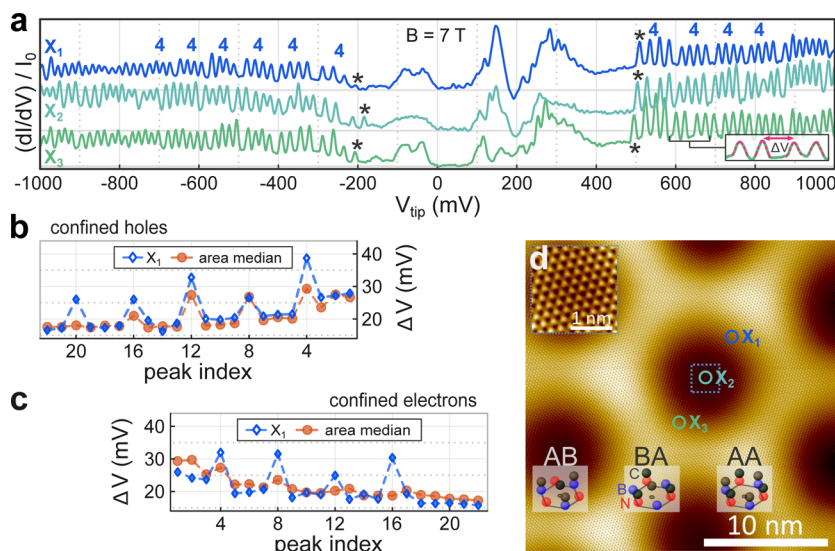 a
B = 7 T
X1
X2
X3
4 4 4 4 4 4
4 4 4 4
* * * * * *
(dI/dV) / I0
ΔV
-1000 -800 -600 -400 -200 0 200 400 600 800 1000
Vtip (mV)
b confined holes
X1 area median
40
30
20
ΔV (mV)
20 16 12 8 4
peak index
c confined electrons
X1 area median
ΔV (mV)
40
30
20
4 8 12 16 20
peak index
d
1 nm
X1
X2
X3
AB BA AA
C
B
N
10 nm